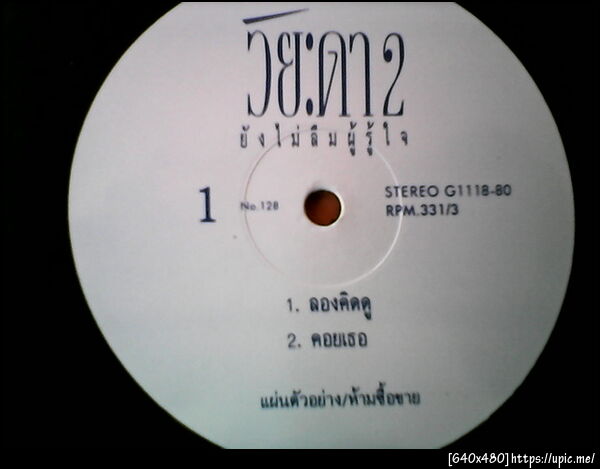 วิยะดา 2
ยังไม่ลืมผู้รู้ใจ
1
No.128
STEREO G1118-80
RPM.331/3
1. ลองคิดดู
2. คอยเธอ
แผ่นตัวอย่าง/ห้ามซื้อขาย
[640x480]https://upic.me/